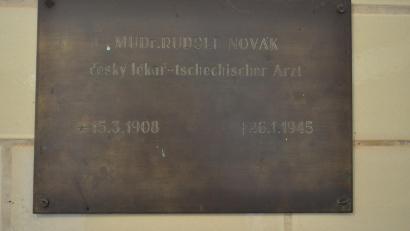 MUDr. RUDOLF NOVÁK
český lékař-tschechischer Arzt
*15.3.1908 †26.1.1945